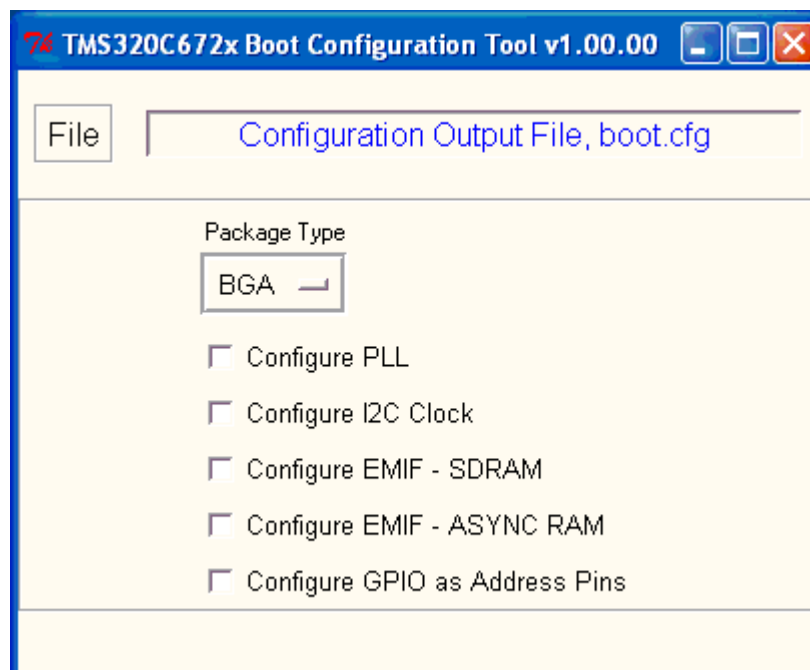 TMS320C672x Boot Configuration Tool v1.00.00
File
Configuration Output File, boot.cfg
Package Type
BGA
Configure PLL
Configure I2C Clock
Configure EMIF - SDRAM
Configure EMIF - ASYNC RAM
Configure GPIO as Address Pins